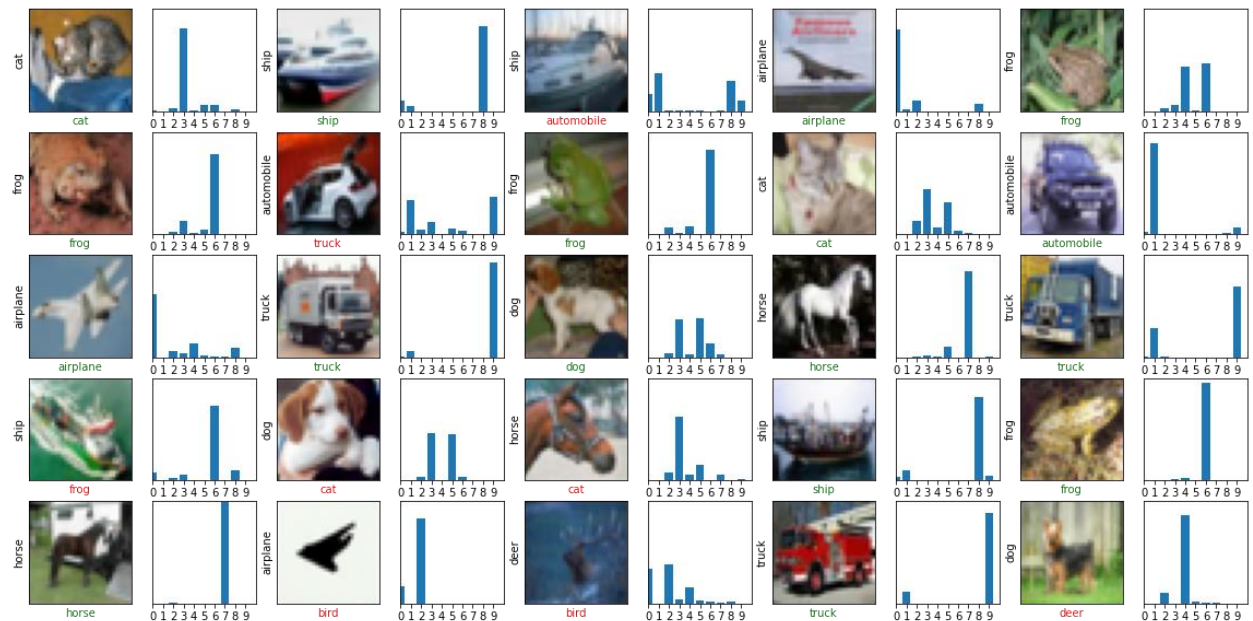 cat ship ship airplane frog
0 1 2 3 4 5 6 7 8 9 0 1 2 3 4 5 6 7 8 9 0 1 2 3 4 5 6 7 8 9 0 1 2 3 4 5 6 7 8 9 0 1 2 3 4 5 6 7 8 9
cat ship automobile airplane frog
frog automobile frog cat automobile
0 1 2 3 4 5 6 7 8 9 0 1 2 3 4 5 6 7 8 9 0 1 2 3 4 5 6 7 8 9 0 1 2 3 4 5 6 7 8 9 0 1 2 3 4 5 6 7 8 9
frog truck frog cat automobile
airplane truck dog horse truck
0 1 2 3 4 5 6 7 8 9 0 1 2 3 4 5 6 7 8 9 0 1 2 3 4 5 6 7 8 9 0 1 2 3 4 5 6 7 8 9 0 1 2 3 4 5 6 7 8 9
airplane truck dog horse truck
ship dog horse ship frog
0 1 2 3 4 5 6 7 8 9 0 1 2 3 4 5 6 7 8 9 0 1 2 3 4 5 6 7 8 9 0 1 2 3 4 5 6 7 8 9 0 1 2 3 4 5 6 7 8 9
frog cat cat ship frog
horse airplane deer truck dog
0 1 2 3 4 5 6 7 8 9 0 1 2 3 4 5 6 7 8 9 0 1 2 3 4 5 6 7 8 9 0 1 2 3 4 5 6 7 8 9 0 1 2 3 4 5 6 7 8 9
horse bird bird truck deer